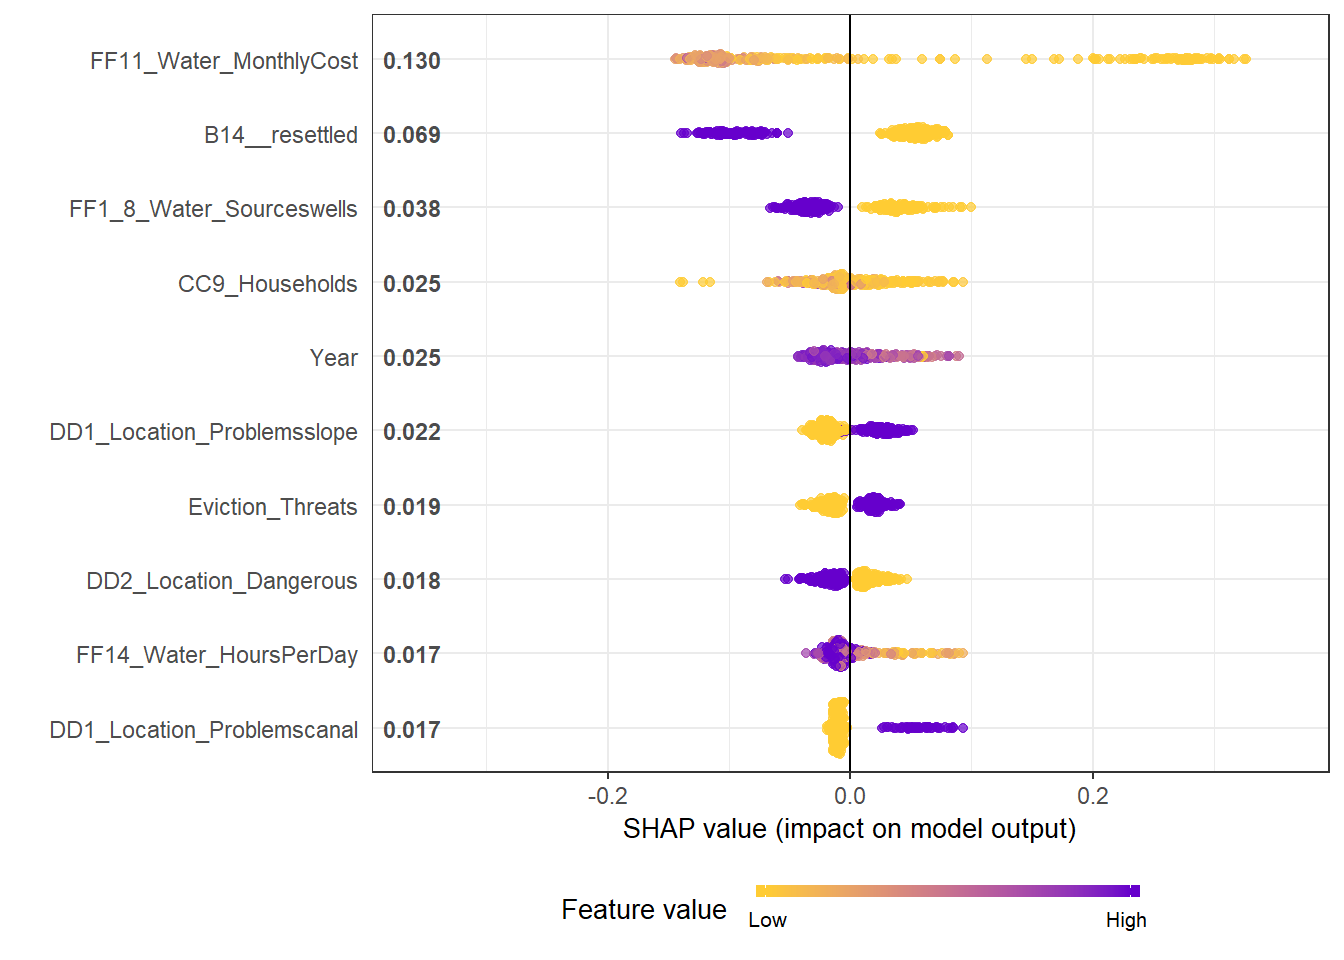 FF11_Water_MonthlyCost 0.130
B14__resettled 0.069
FF1_8_Water_Sourceswells 0.038
CC9_Households 0.025
Year 0.025
DD1_Location_Problemsslope 0.022
Eviction_Threats 0.019
DD2_Location_Dangerous 0.018
FF14_Water_HoursPerDay 0.017
DD1_Location_Problemscanal 0.017
-0.2 0.0 0.2
SHAP value (impact on model output)
Feature value
Low High